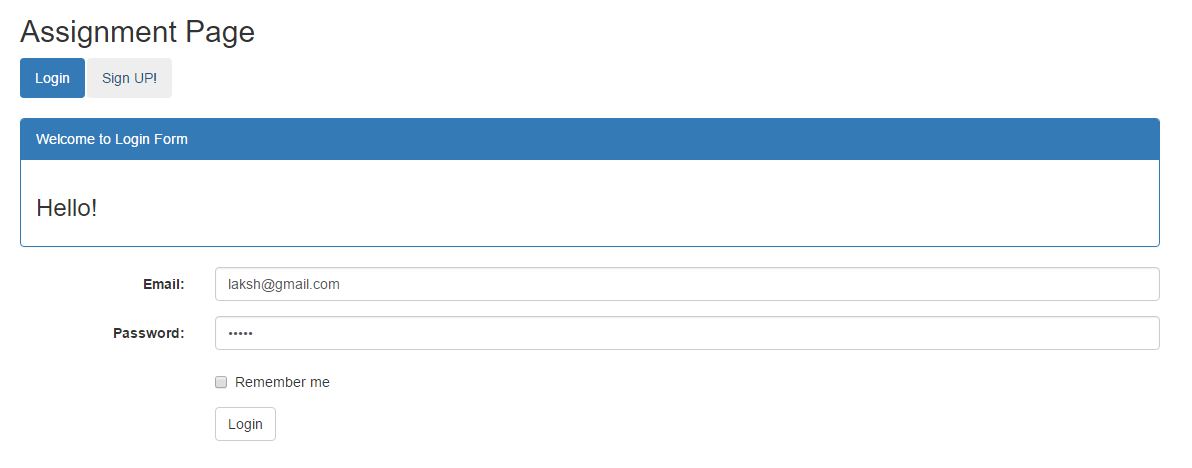 Assignment Page
Login Sign UP!
Welcome to Login Form
Hello!
Email: laksh@gmail.com
Password: •••••
Remember me
Login